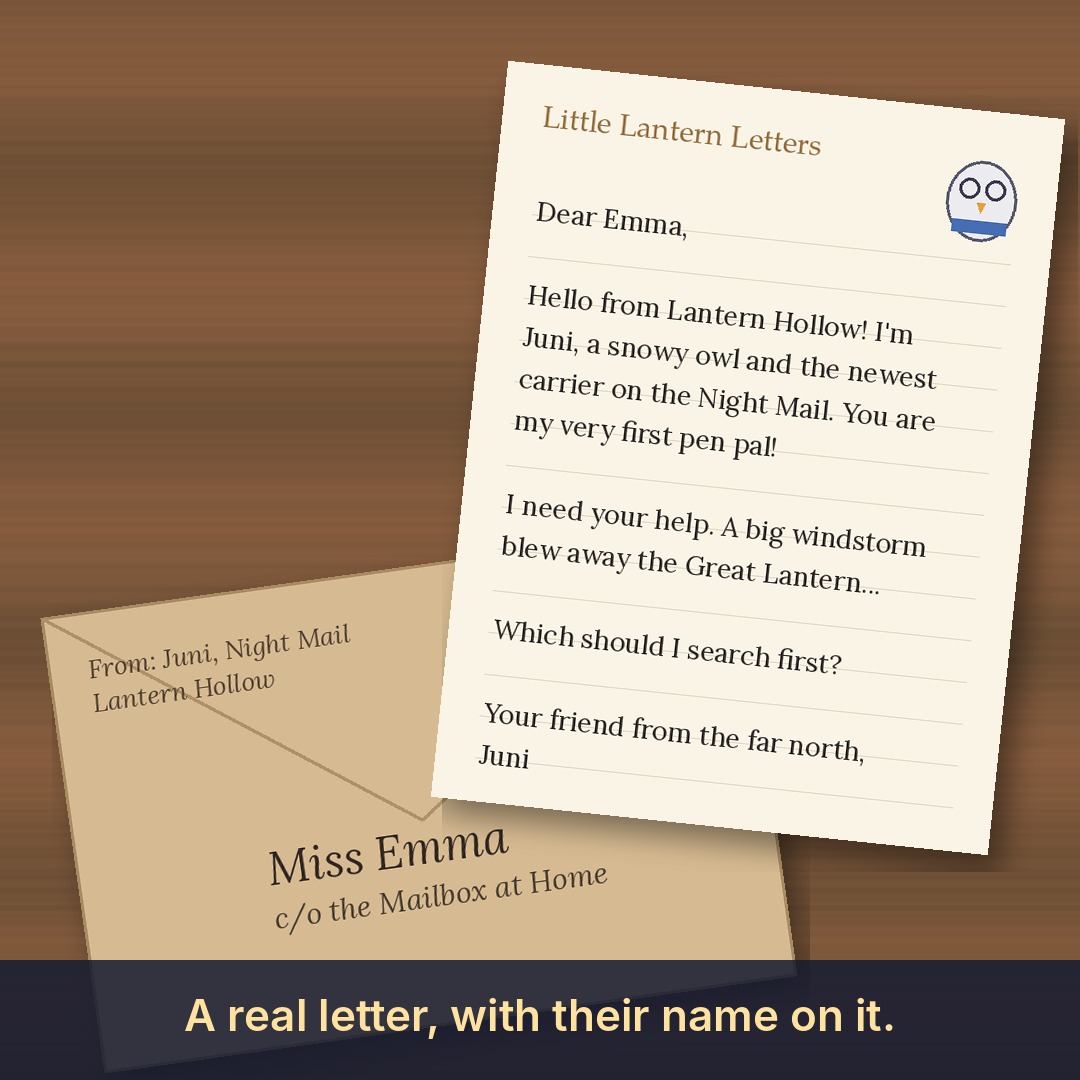 Little Lantern Letters
Dear Emma,
Hello from Lantern Hollow! I'm
Juni, a snowy owl and the newest
carrier on the Night Mail. You are
my very first pen pal!
I need your help. A big windstorm
blew away the Great Lantern...
Which should I search first?
Your friend from the far north,
Juni
From: Juni, Night Mail
Lantern Hollow
Miss Emma
c/o the Mailbox at Home
A real letter, with their name on it.